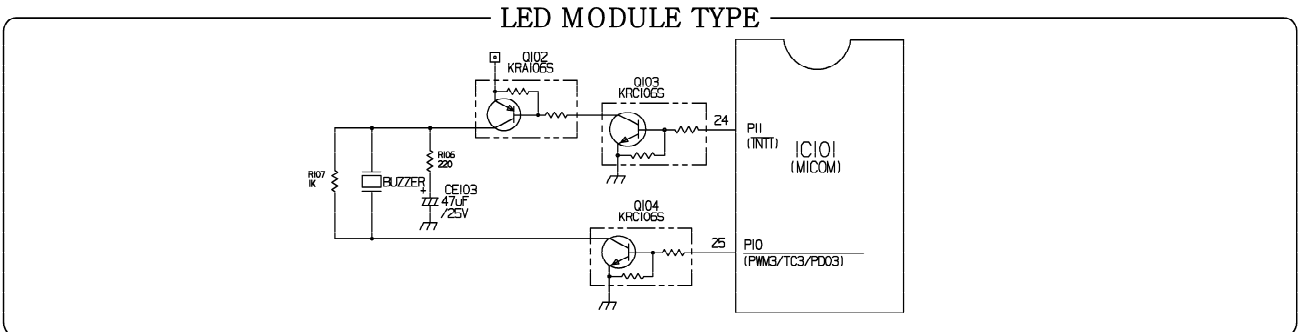 LED MODULE TYPE
Q102
KRA106S
Q103
KRC106S
24
P11
(INT1)
IC101
(MICOM)
R107
1K
BUZZER
R105
220
CE103
+
47uF
/25V
Q104
KRC106S
25
P10
(PWM3/TC3/PDO3)